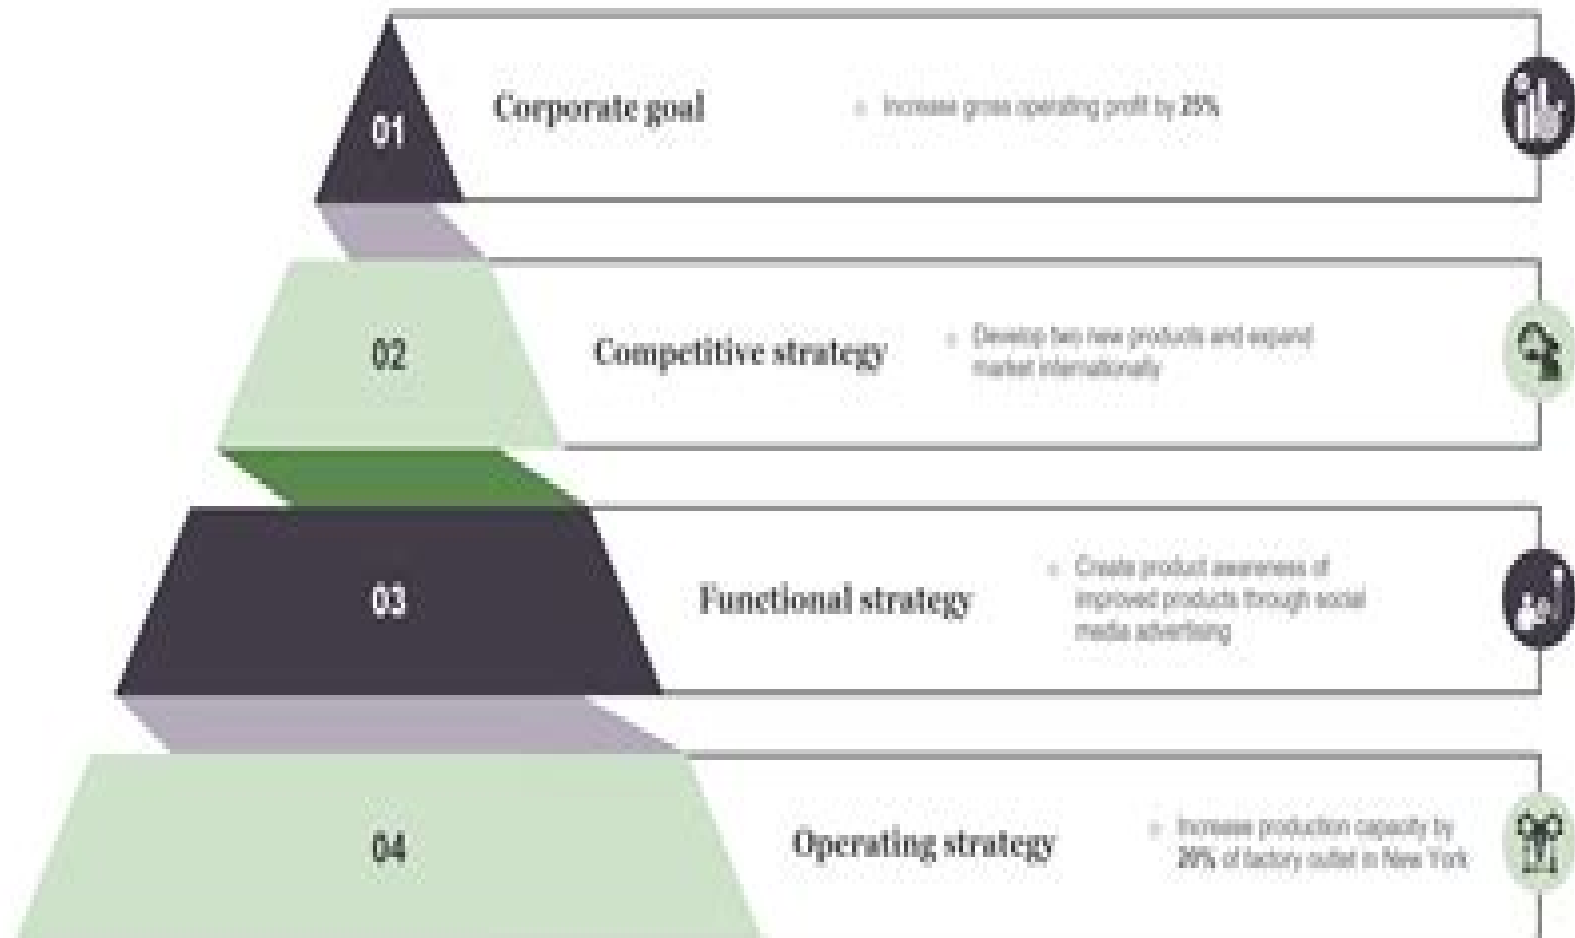 01
Corporate goal
Increase gross operating profit by 25%
02
Competitive strategy
Develop two new products and expand
market internationally
03
Functional strategy
Create product awareness of
improved products through social
media advertising
04
Operating strategy
Increase production capacity by
20% of factory outlet in New York